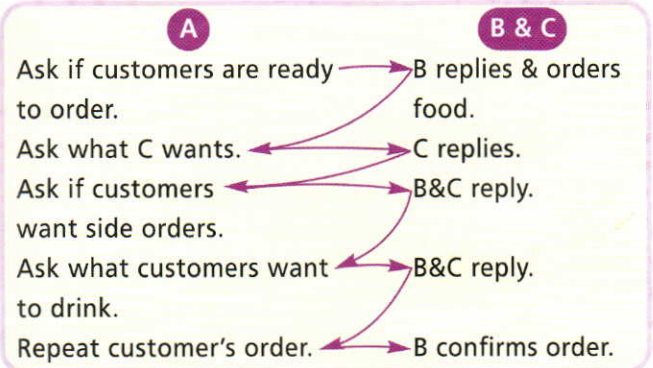 A B & C
Ask if customers are ready B replies & orders
to order. food.
Ask what C wants. C replies.
Ask if customers B&C reply.
want side orders.
Ask what customers want B&C reply.
to drink.
Repeat customer's order. B confirms order.